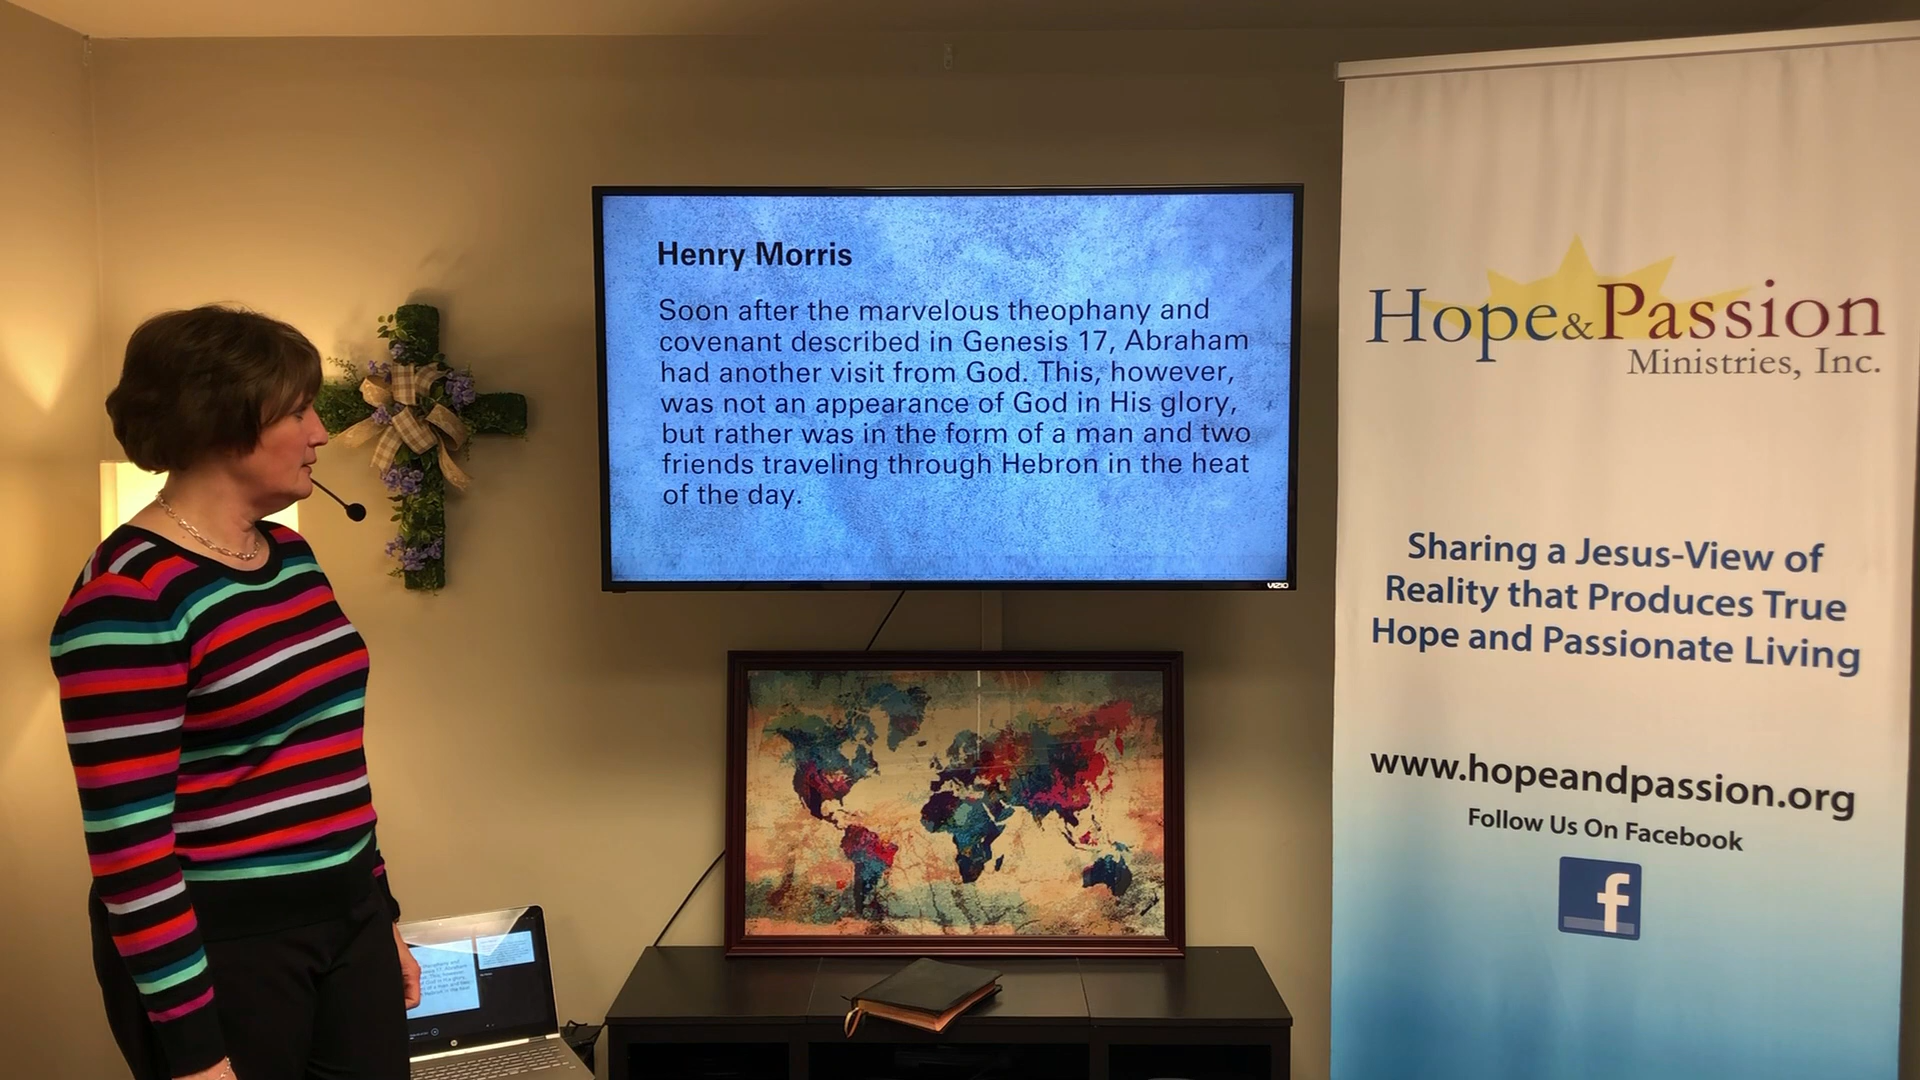 Henry Morris
Soon after the marvelous theophany and
covenant described in Genesis 17, Abraham
had another visit from God. This, however,
was not an appearance of God in His glory,
but rather was in the form of a man and two
friends traveling through Hebron in the heat
of the day.
VIZIO
Hope&Passion
Ministries, Inc.
Sharing a Jesus-View of
Reality that Produces True
Hope and Passionate Living
www.hopeandpassion.org
Follow Us On Facebook
f
hp